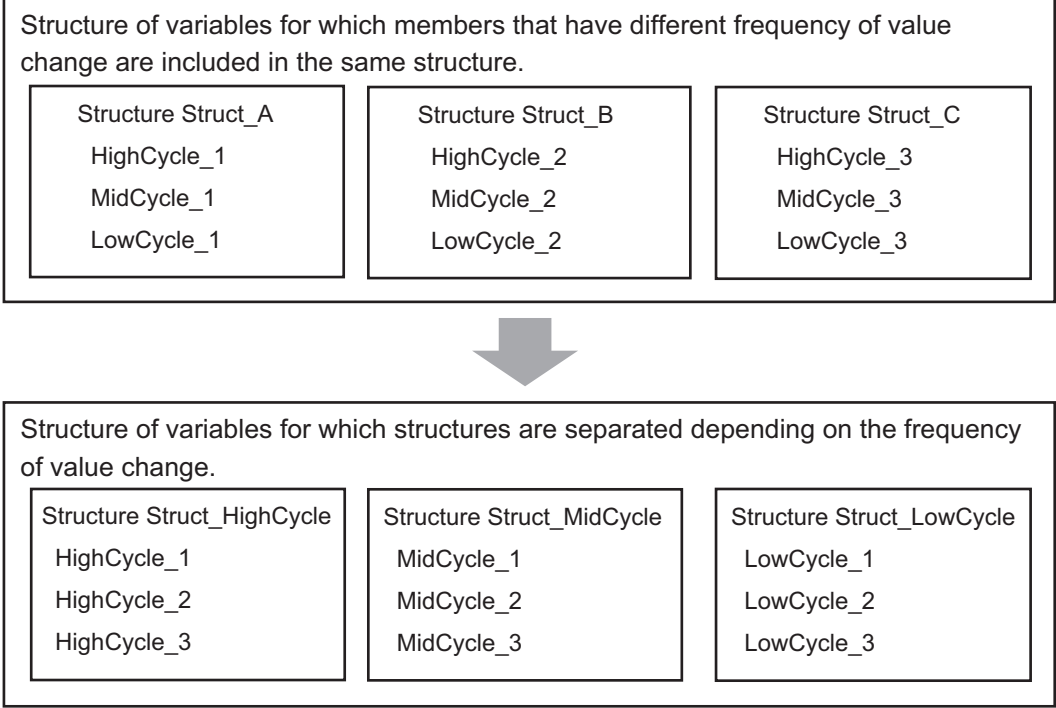 Structure of variables for which members that have different frequency of value
change are included in the same structure.
Structure Struct_A
HighCycle_1
MidCycle_1
LowCycle_1
Structure Struct_B
HighCycle_2
MidCycle_2
LowCycle_2
Structure Struct_C
HighCycle_3
MidCycle_3
LowCycle_3
Structure of variables for which structures are separated depending on the frequency
of value change.
Structure Struct_HighCycle
HighCycle_1
HighCycle_2
HighCycle_3
Structure Struct_MidCycle
MidCycle_1
MidCycle_2
MidCycle_3
Structure Struct_LowCycle
LowCycle_1
LowCycle_2
LowCycle_3